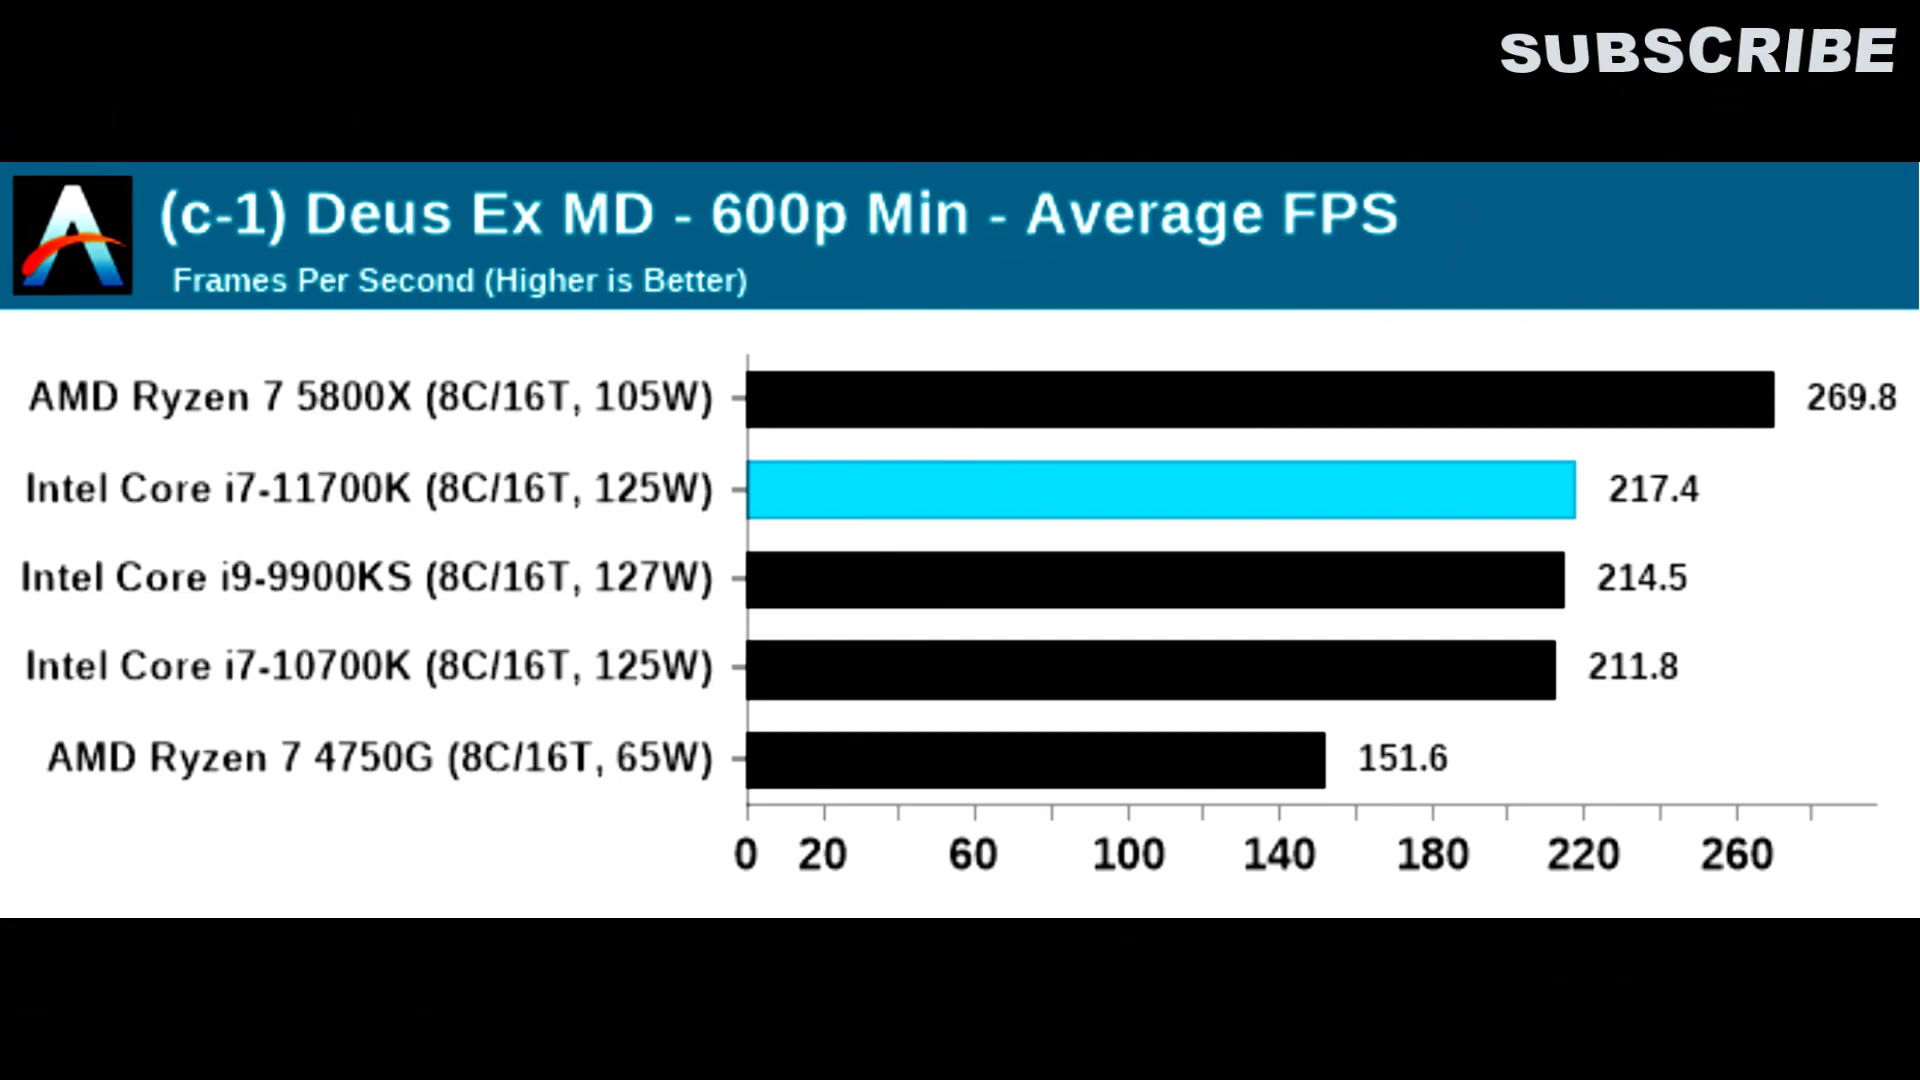 SUBSCRIBE
(c-1) Deus Ex MD - 600p Min - Average FPS
Frames Per Second (Higher is Better)
AMD Ryzen 7 5800X (8C/16T, 105W) 269.8
Intel Core i7-11700K (8C/16T, 125W) 217.4
Intel Core i9-9900KS (8C/16T, 127W) 214.5
Intel Core i7-10700K (8C/16T, 125W) 211.8
AMD Ryzen 7 4750G (8C/16T, 65W) 151.6
0 20 60 100 140 180 220 260